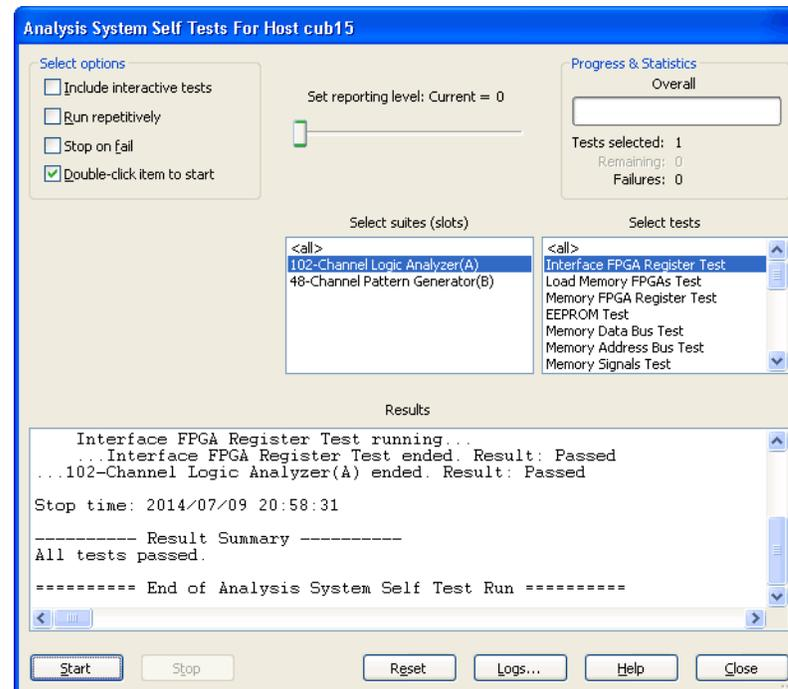 Analysis System Self Tests For Host cub15
Select options
Include interactive tests
Run repetitively
Stop on fail
Double-click item to start
Set reporting level: Current = 0
Progress & Statistics
Overall
Tests selected: 1
Remaining: 0
Failures: 0
Select suites (slots)
<all>
102-Channel Logic Analyzer(A)
48-Channel Pattern Generator(B)
Select tests
<all>
Interface FPGA Register Test
Load Memory FPGAs Test
Memory FPGA Register Test
EEPROM Test
Memory Data Bus Test
Memory Address Bus Test
Memory Signals Test
Results
Interface FPGA Register Test running...
...Interface FPGA Register Test ended. Result: Passed
...102-Channel Logic Analyzer(A) ended. Result: Passed
Stop time: 2014/07/09 20:58:31
---------- Result Summary ----------
All tests passed.
========== End of Analysis System Self Test Run ==========
Start
Stop
Reset
Logs...
Help
Close